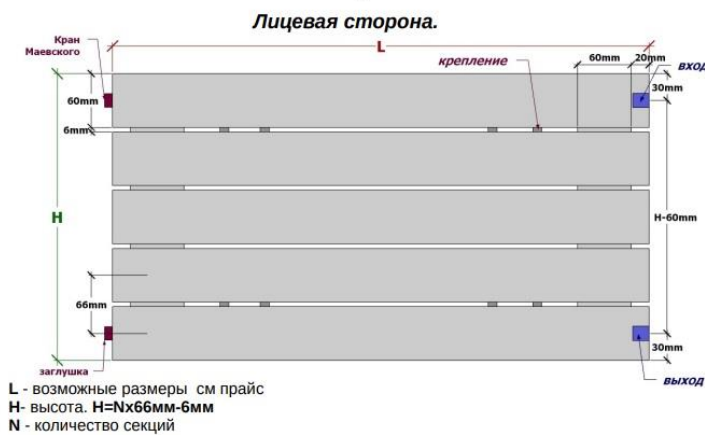 Лицевая сторона.
Кран
Маевского
L
крепление
60mm
20mm
вход
30mm
60mm
6mm
H
H-60mm
66mm
30mm
заглушка
выход
L - возможные размеры см прайс
H- высота. H=Nx66мм-6мм
N - количество секций